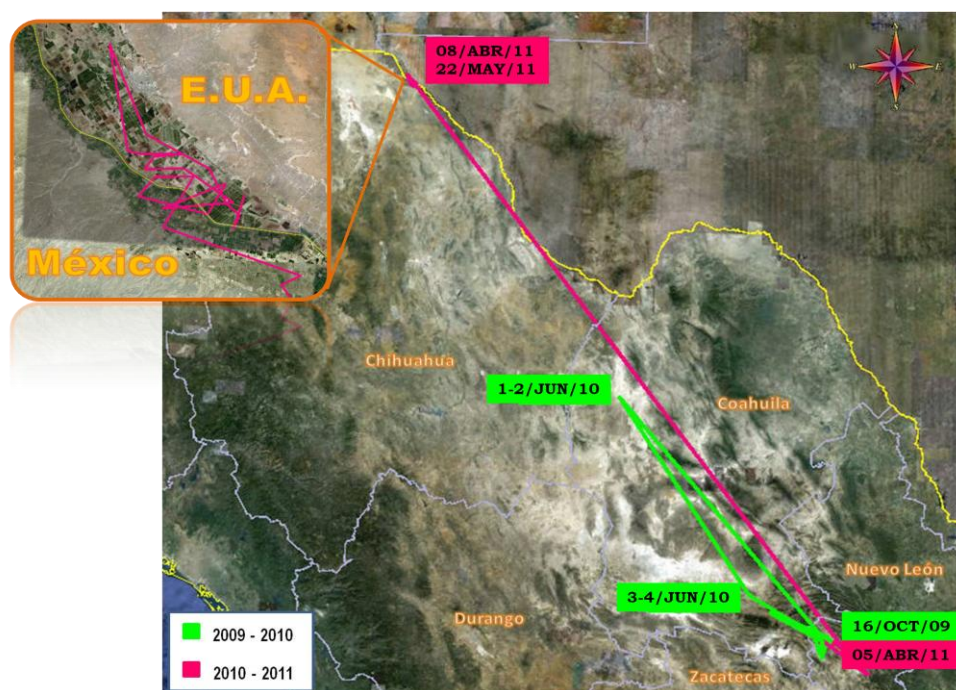 E.U.A.
México
08/ABR/11
22/MAY/11
W E
Chihuahua
1-2/JUN/10
Coahuila
3-4/JUN/10
Nuevo León
Durango
16/OCT/09
05/ABR/11
Zacatecas
2009 - 2010
2010 - 2011